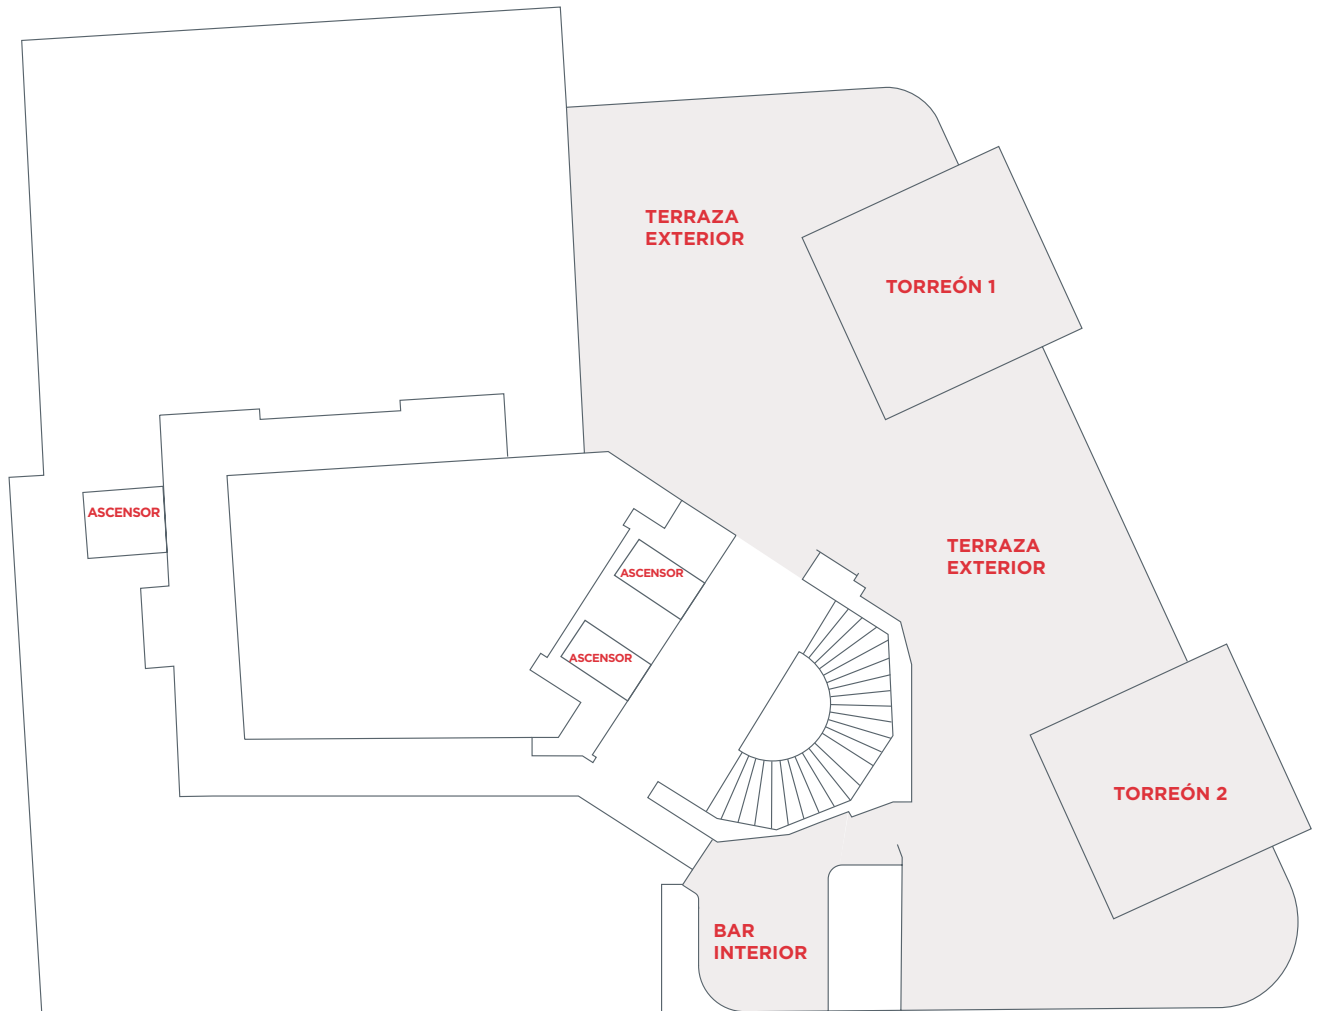 TERRAZA
EXTERIOR
TORREÓN 1
ASCENSOR
TERRAZA
EXTERIOR
ASCENSOR
ASCENSOR
TORREÓN 2
BAR
INTERIOR